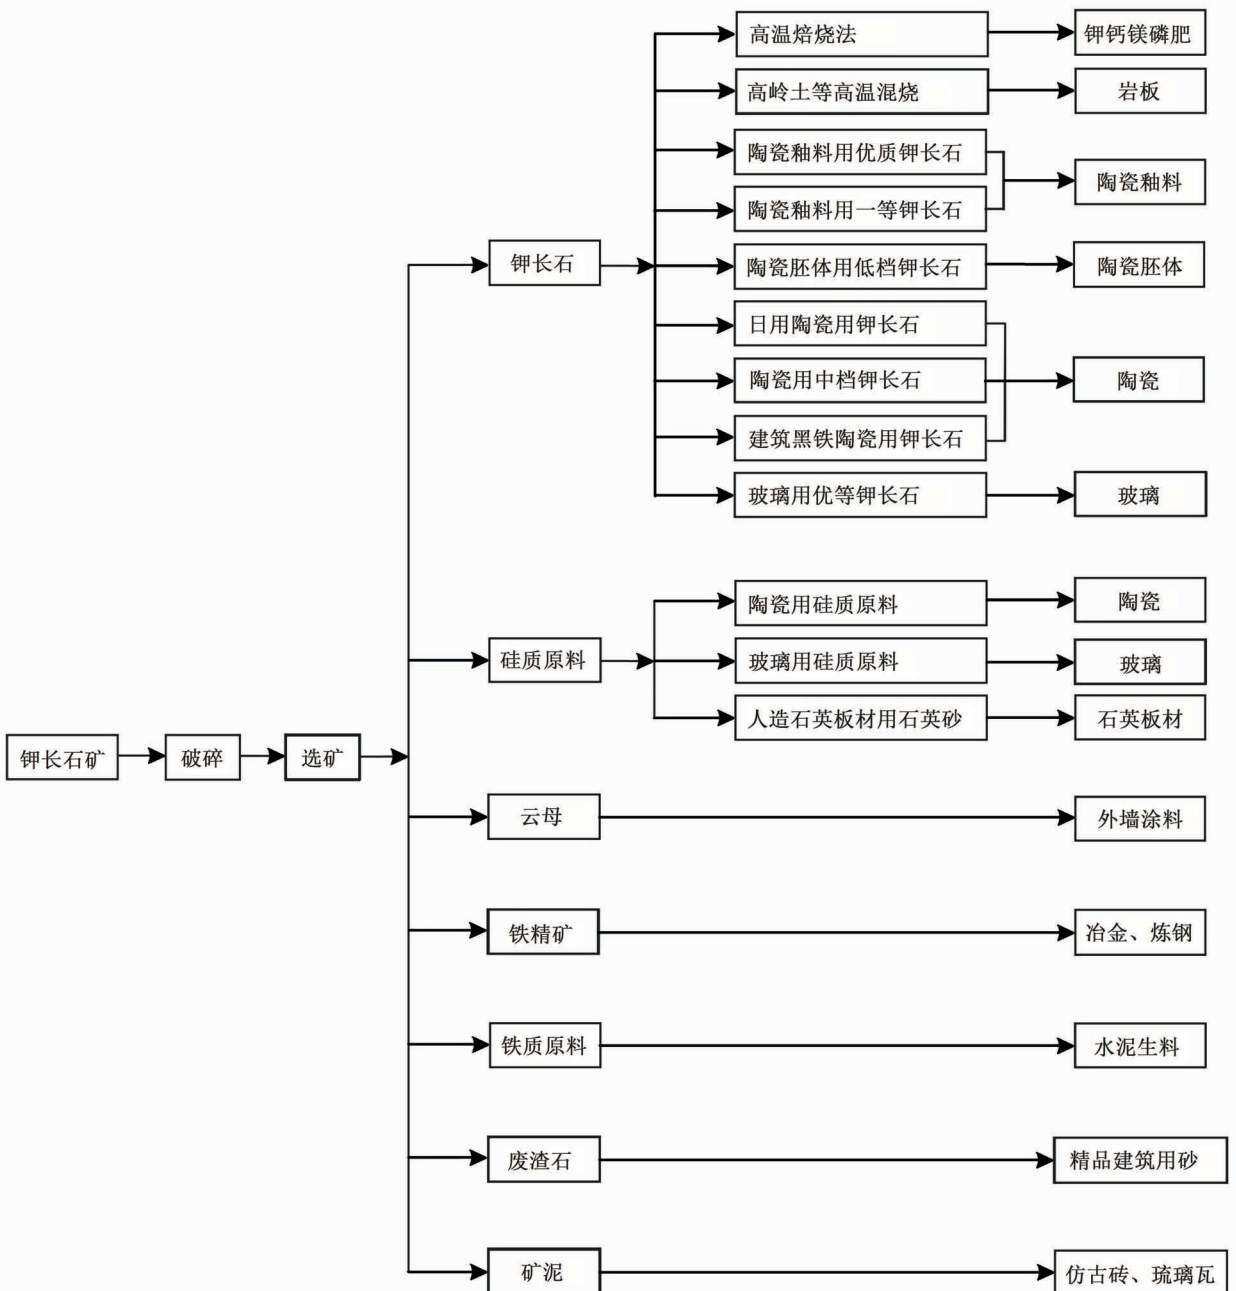 高温焙烧法
钾钙镁磷肥
高岭土等高温混烧
岩板
陶瓷釉料用优质钾长石
陶瓷釉料用一等钾长石
陶瓷釉料
钾长石
陶瓷胚体用低档钾长石
陶瓷胚体
日用陶瓷用钾长石
陶瓷用中档钾长石
建筑黑铁陶瓷用钾长石
陶瓷
玻璃用优等钾长石
玻璃
硅质原料
陶瓷用硅质原料
陶瓷
玻璃用硅质原料
玻璃
人造石英板材用石英砂
石英板材
钾长石矿
破碎
选矿
云母
外墙涂料
铁精矿
冶金、炼钢
铁质原料
水泥生料
废渣石
精品建筑用砂
矿泥
仿古砖、琉璃瓦